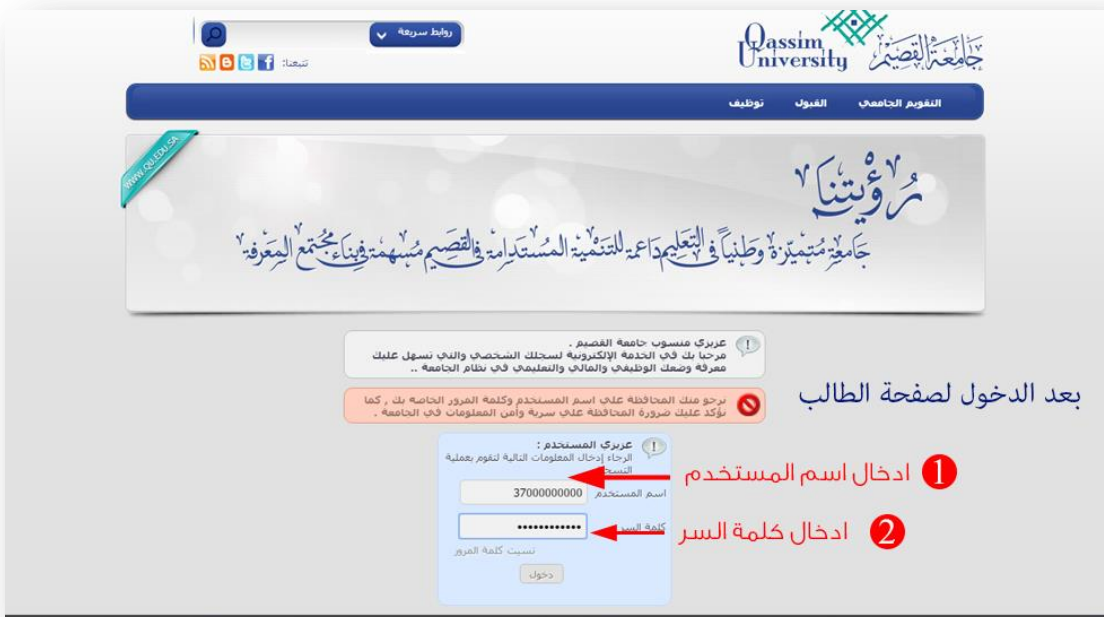 روابط سريعة
تتبعنا:
Qassim
University
جامعة القصيم
التقويم الجامعي القبول توظيف
WWW.QU.EDU.SA
رؤيتنا
جامعة متميزة وطنياً في التعليم داعمة للتنمية المستدامة في القصيم مسهمة في بناء مجتمع المعرفة
عزيزي منسوب جامعة القصيم .
مرحبا بك في الخدمة الإلكترونية لسجلك الشخصي والتي تسهل عليك
معرفة وضعك الوظيفي والمالي والتعليمي في نظام الجامعة ..
نرجو منك المحافظة على اسم المستخدم وكلمة المرور الخاصة بك , كما
نؤكد عليك ضرورة المحافظة على سرية وأمن المعلومات في الجامعة .
بعد الدخول لصفحة الطالب
عزيزي المستخدم :
الرجاء إدخال المعلومات التالية لتقوم بعملية
1 ادخال اسم المستخدم
اسم المستخدم 37000000000
2 ادخال كلمة السر
كلمة السر ••••••••••••
نسيت كلمة المرور
دخول